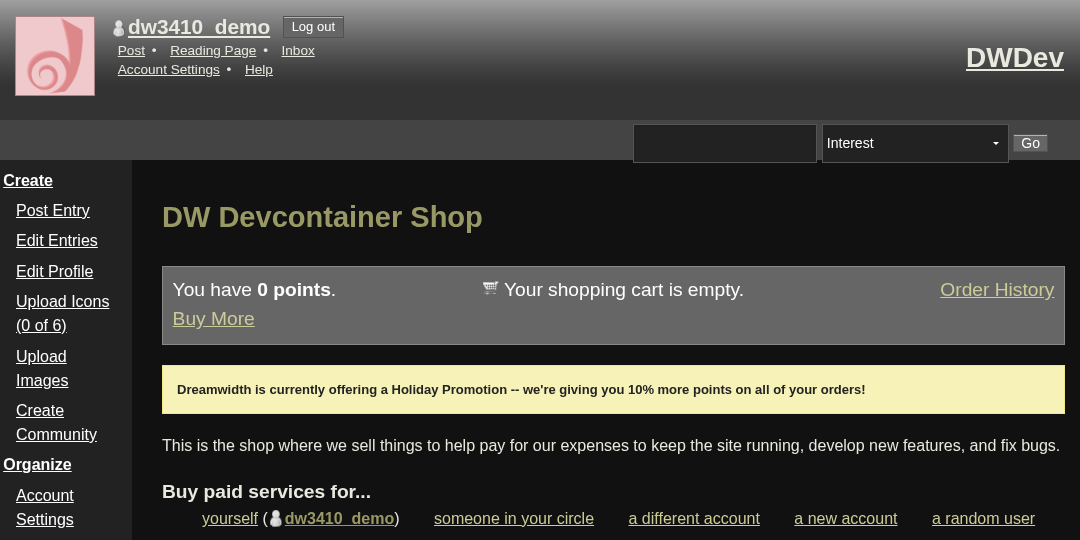 dw3410_demo Log out
Post • Reading Page • Inbox
Account Settings • Help
DWDev
Interest Go
Create
Post Entry
Edit Entries
Edit Profile
Upload Icons
(0 of 6)
Upload
Images
Create
Community
Organize
Account
Settings
DW Devcontainer Shop
You have 0 points.
Buy More
Your shopping cart is empty.
Order History
Dreamwidth is currently offering a Holiday Promotion -- we're giving you 10% more points on all of your orders!
This is the shop where we sell things to help pay for our expenses to keep the site running, develop new features, and fix bugs.
Buy paid services for...
yourself (dw3410_demo) someone in your circle a different account a new account a random user